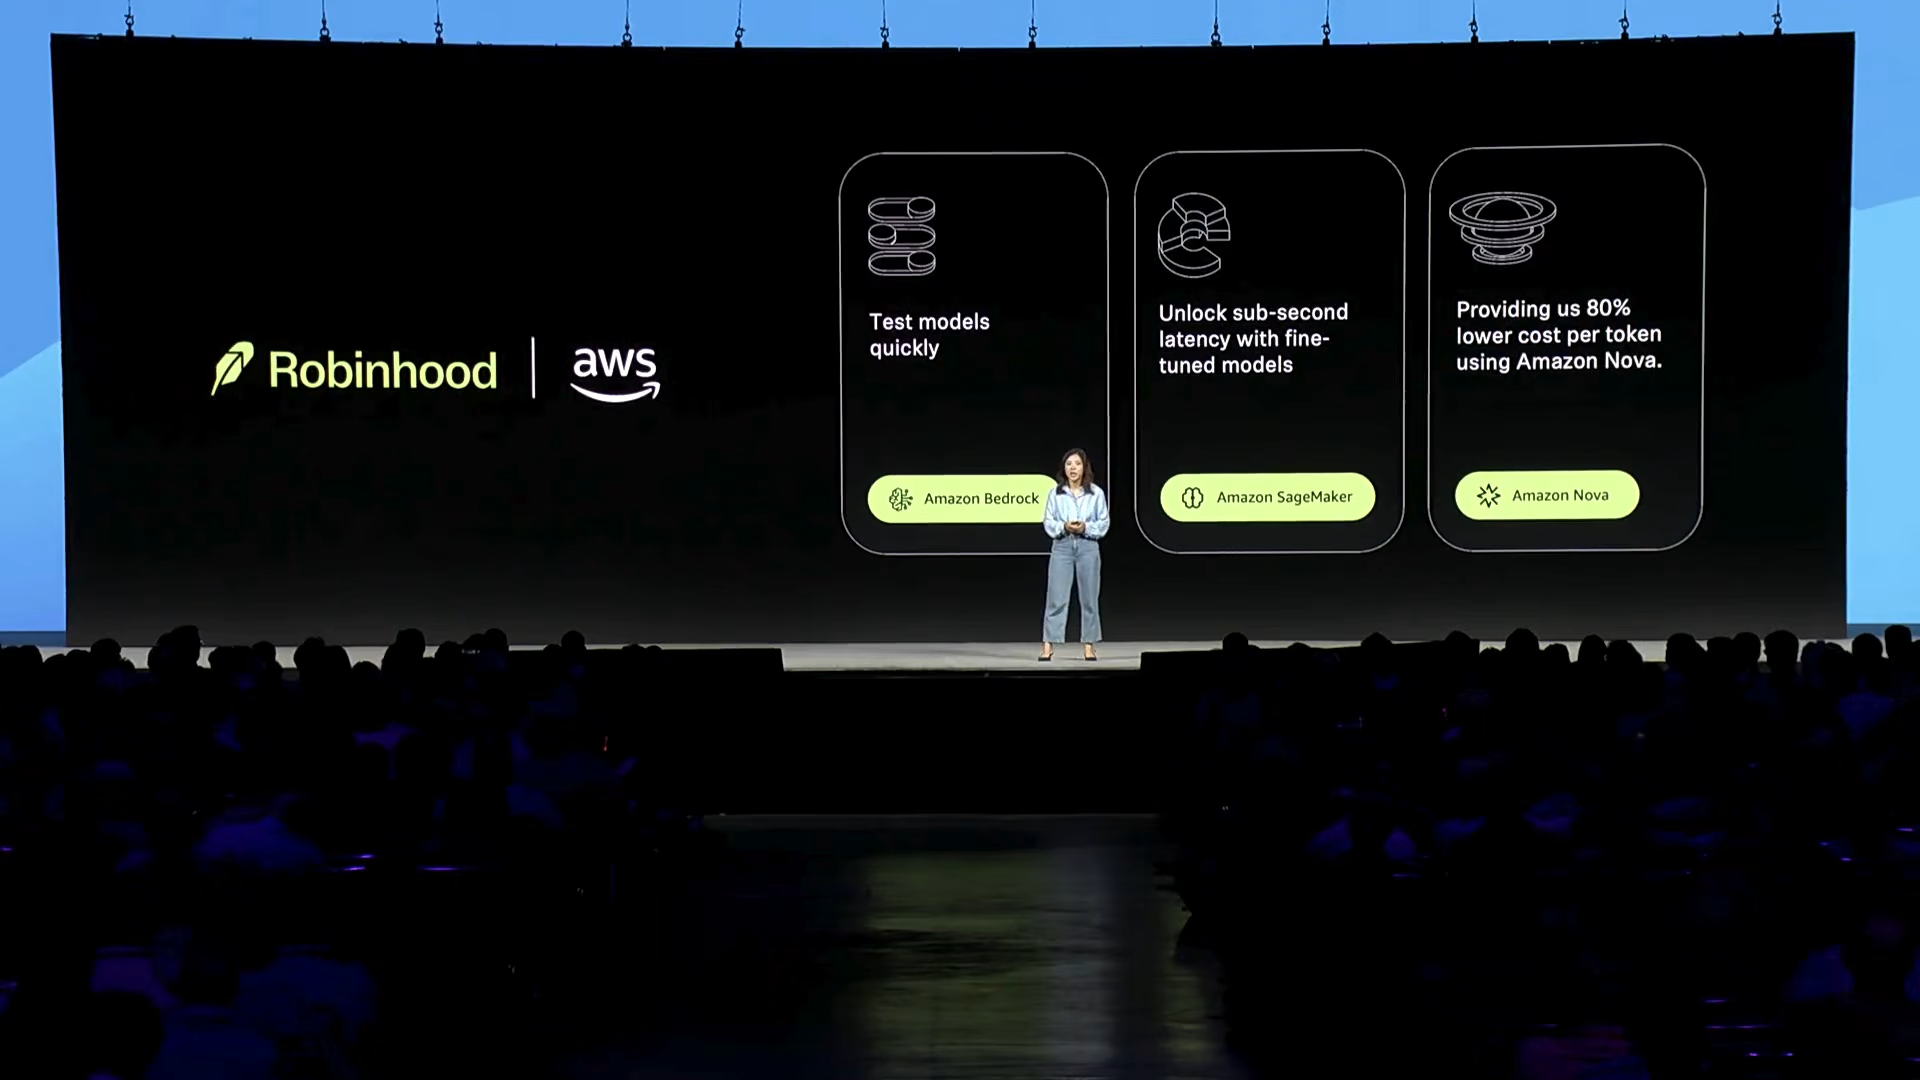 Robinhood
aws
Test models
quickly
Amazon Bedrock
Unlock sub-second
latency with fine-
tuned models
Amazon SageMaker
Providing us 80%
lower cost per token
using Amazon Nova.
Amazon Nova